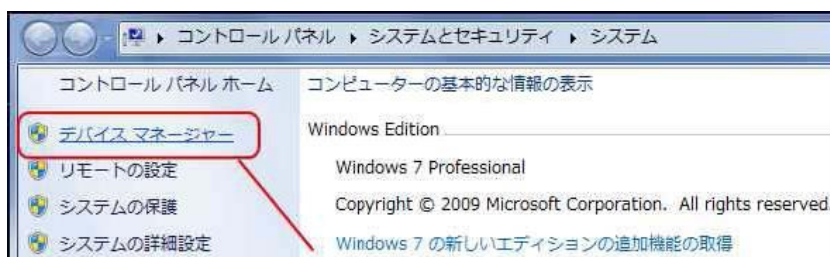 コントロール パネル ▸ システムとセキュリティ ▸ システム
コントロール パネル ホーム
デバイス マネージャー
リモートの設定
システムの保護
システムの詳細設定
コンピューターの基本的な情報の表示
Windows Edition
Windows 7 Professional
Copyright © 2009 Microsoft Corporation. All rights reserved.
Windows 7 の新しいエディションの追加機能の取得